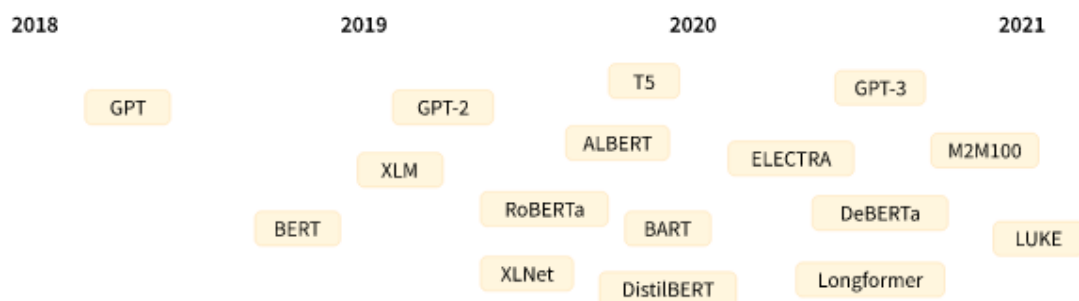 2018 2019 2020 2021
T5
GPT-3
GPT GPT-2
ALBERT
M2M100
ELECTRA
XLM
RoBERTa
DeBERTa
BERT
BART
LUKE
XLNet
Longformer
DistilBERT